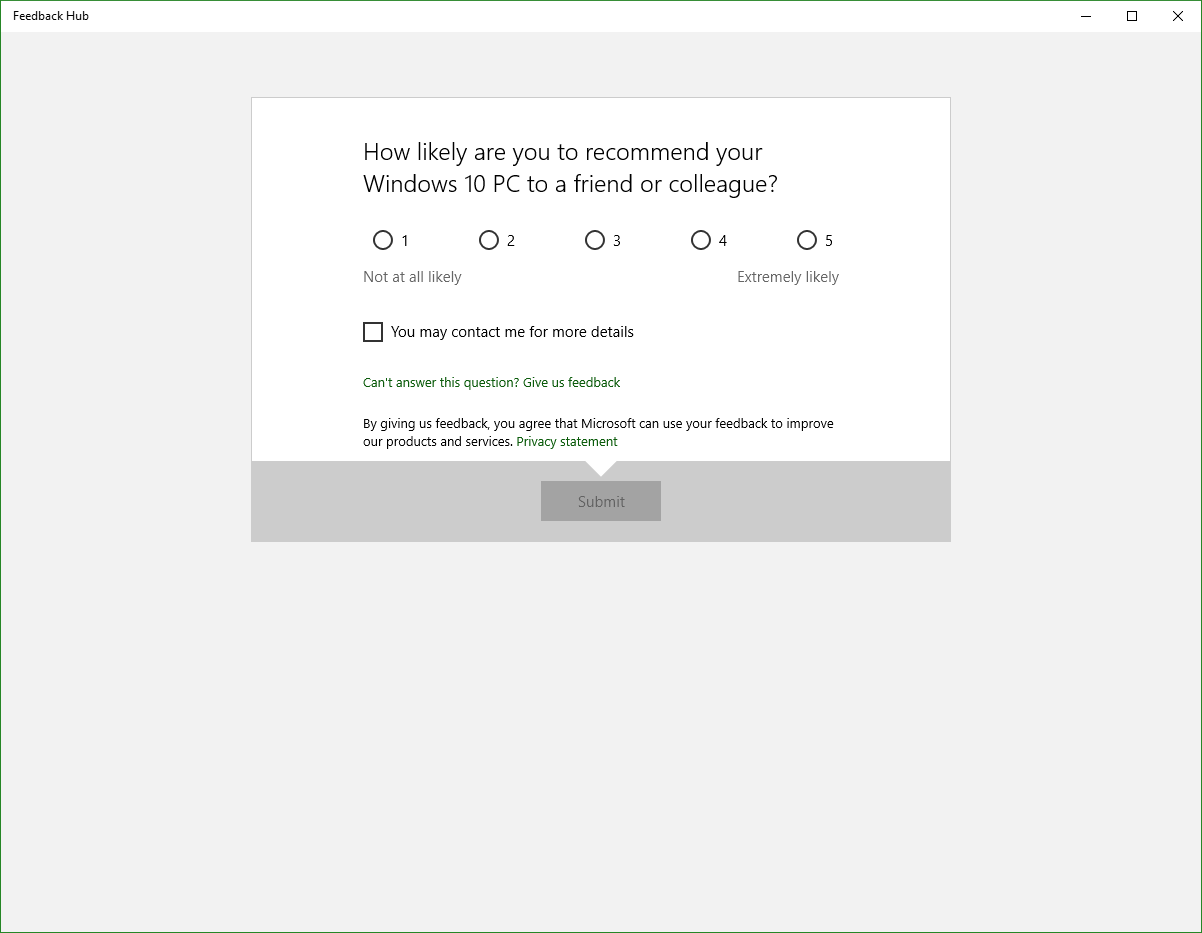 Feedback Hub
How likely are you to recommend your
Windows 10 PC to a friend or colleague?
1 2 3 4 5
Not at all likely Extremely likely
You may contact me for more details
Can't answer this question? Give us feedback
By giving us feedback, you agree that Microsoft can use your feedback to improve
our products and services. Privacy statement
Submit